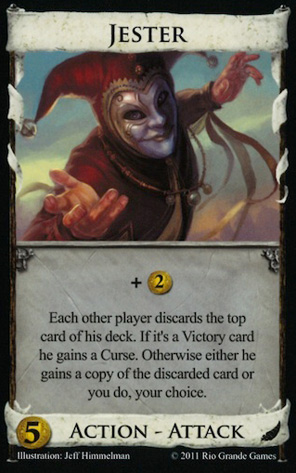 JESTER
+ 2
Each other player discards the top
card of his deck. If it's a Victory card
he gains a Curse. Otherwise either he
gains a copy of the discarded card or
you do, your choice.
5 ACTION - ATTACK
Illustration: Jeff Himmelman © 2011 Rio Grande Games